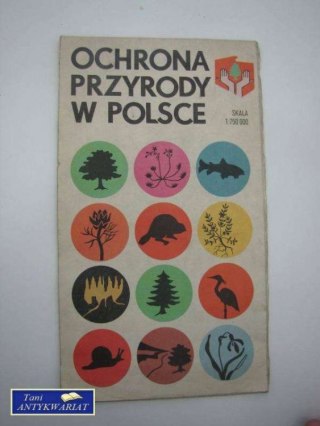 OCHRONA
PRZYRODY
W POLSCE
SKALA
1:750 000
Tani
ANTYKWARIAT